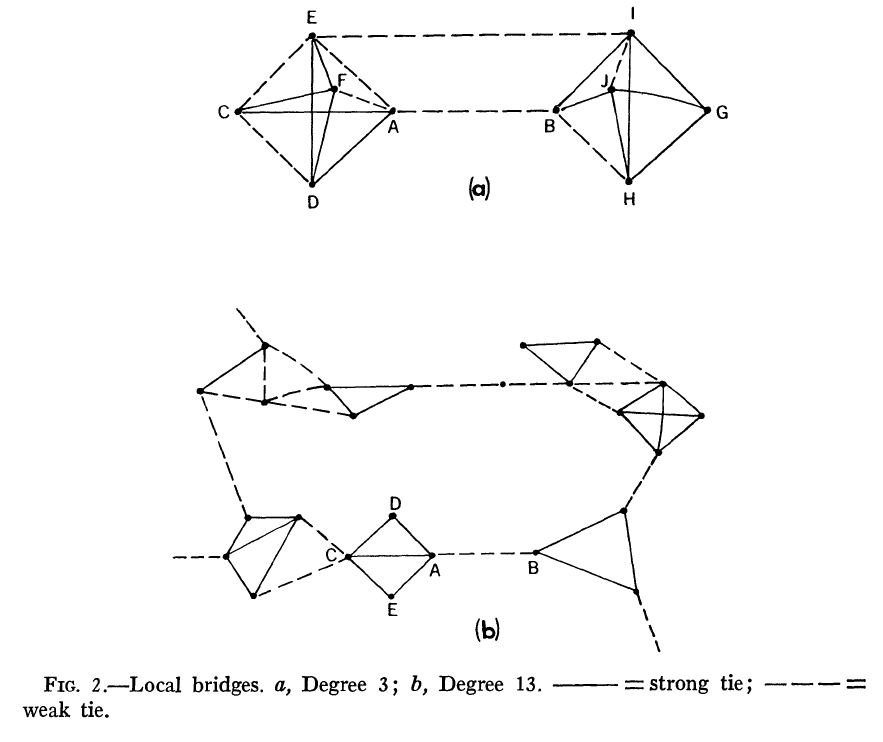 E
I
F
J
C
A
B
G
D
H
(a)
D
C
A
B
E
(b)
FIG. 2.—Local bridges. a, Degree 3; b, Degree 13. ——— = strong tie; – – – – =
weak tie.